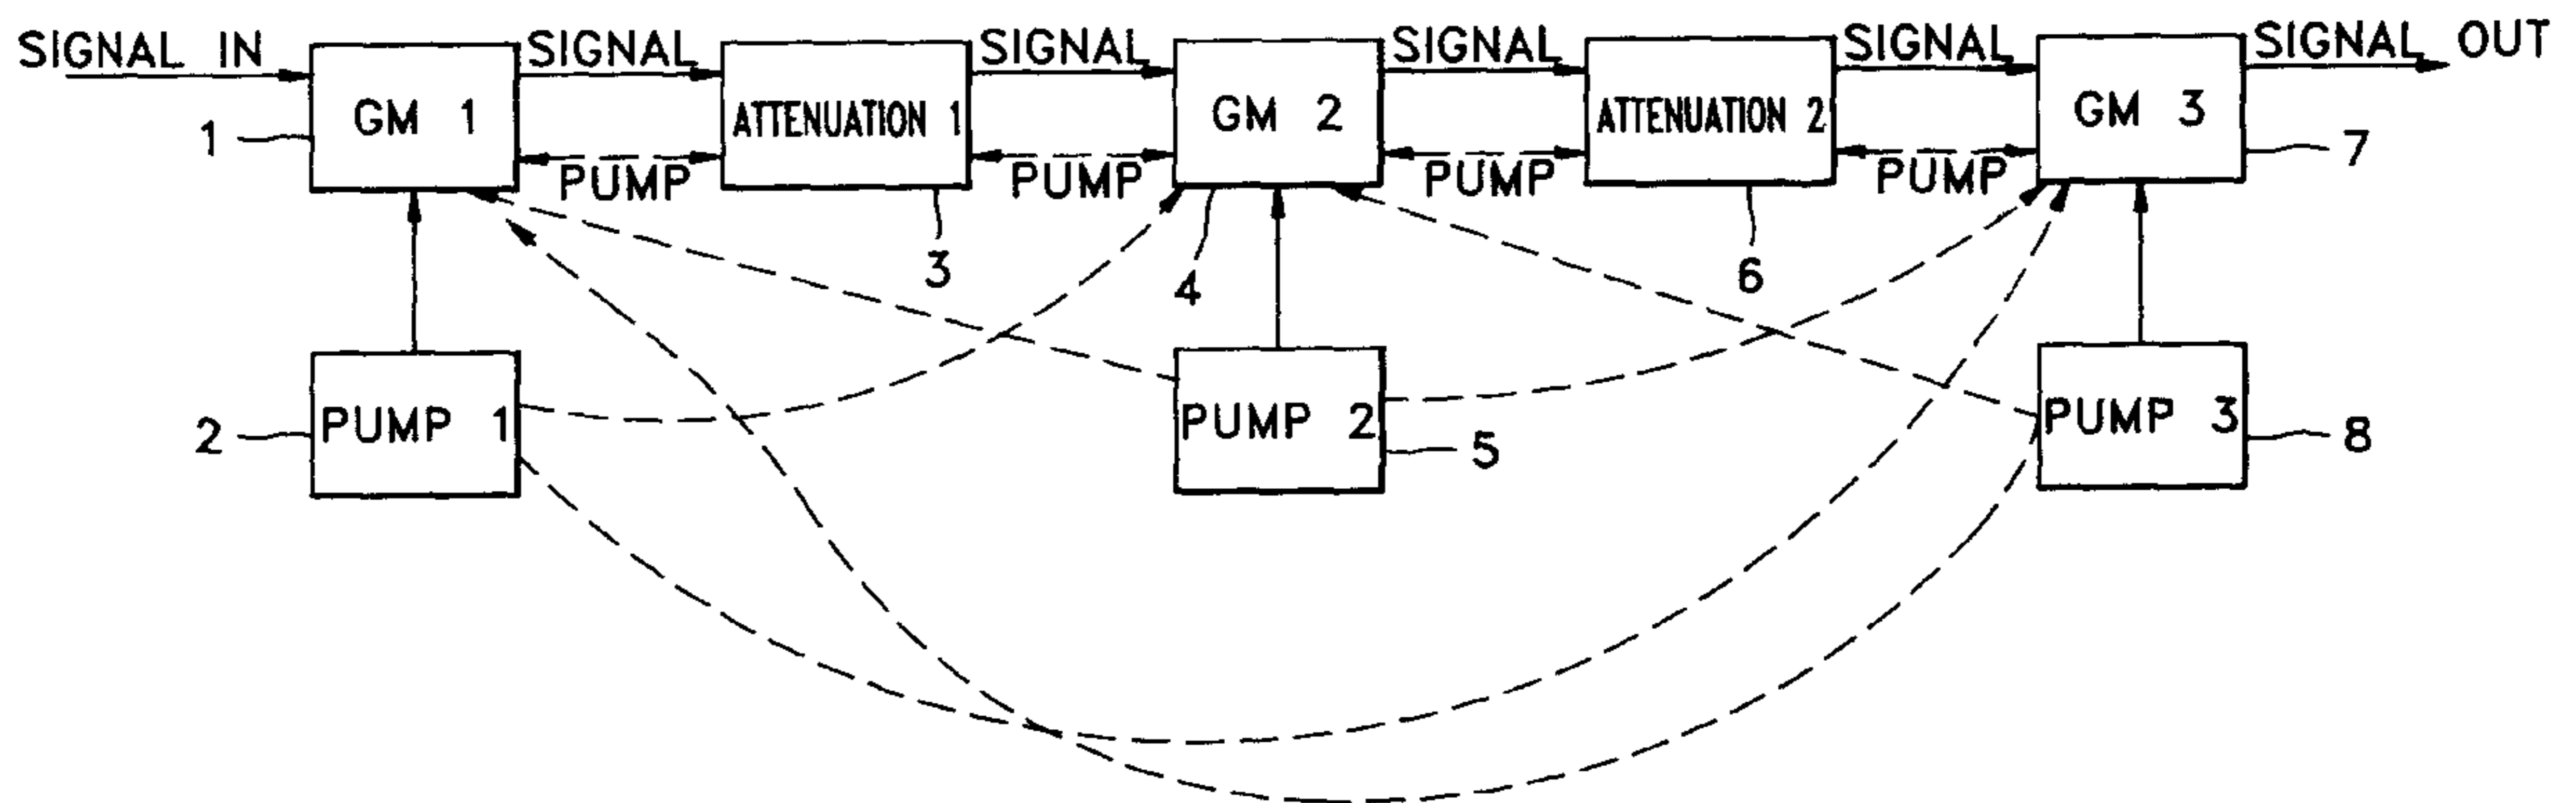 SIGNAL IN
SIGNAL
SIGNAL
SIGNAL
SIGNAL
SIGNAL OUT
GM 1
ATTENUATION 1
GM 2
ATTENUATION 2
GM 3
1
PUMP
PUMP
PUMP
PUMP
7
3
4
6
PUMP 1
PUMP 2
PUMP 3
2
5
8